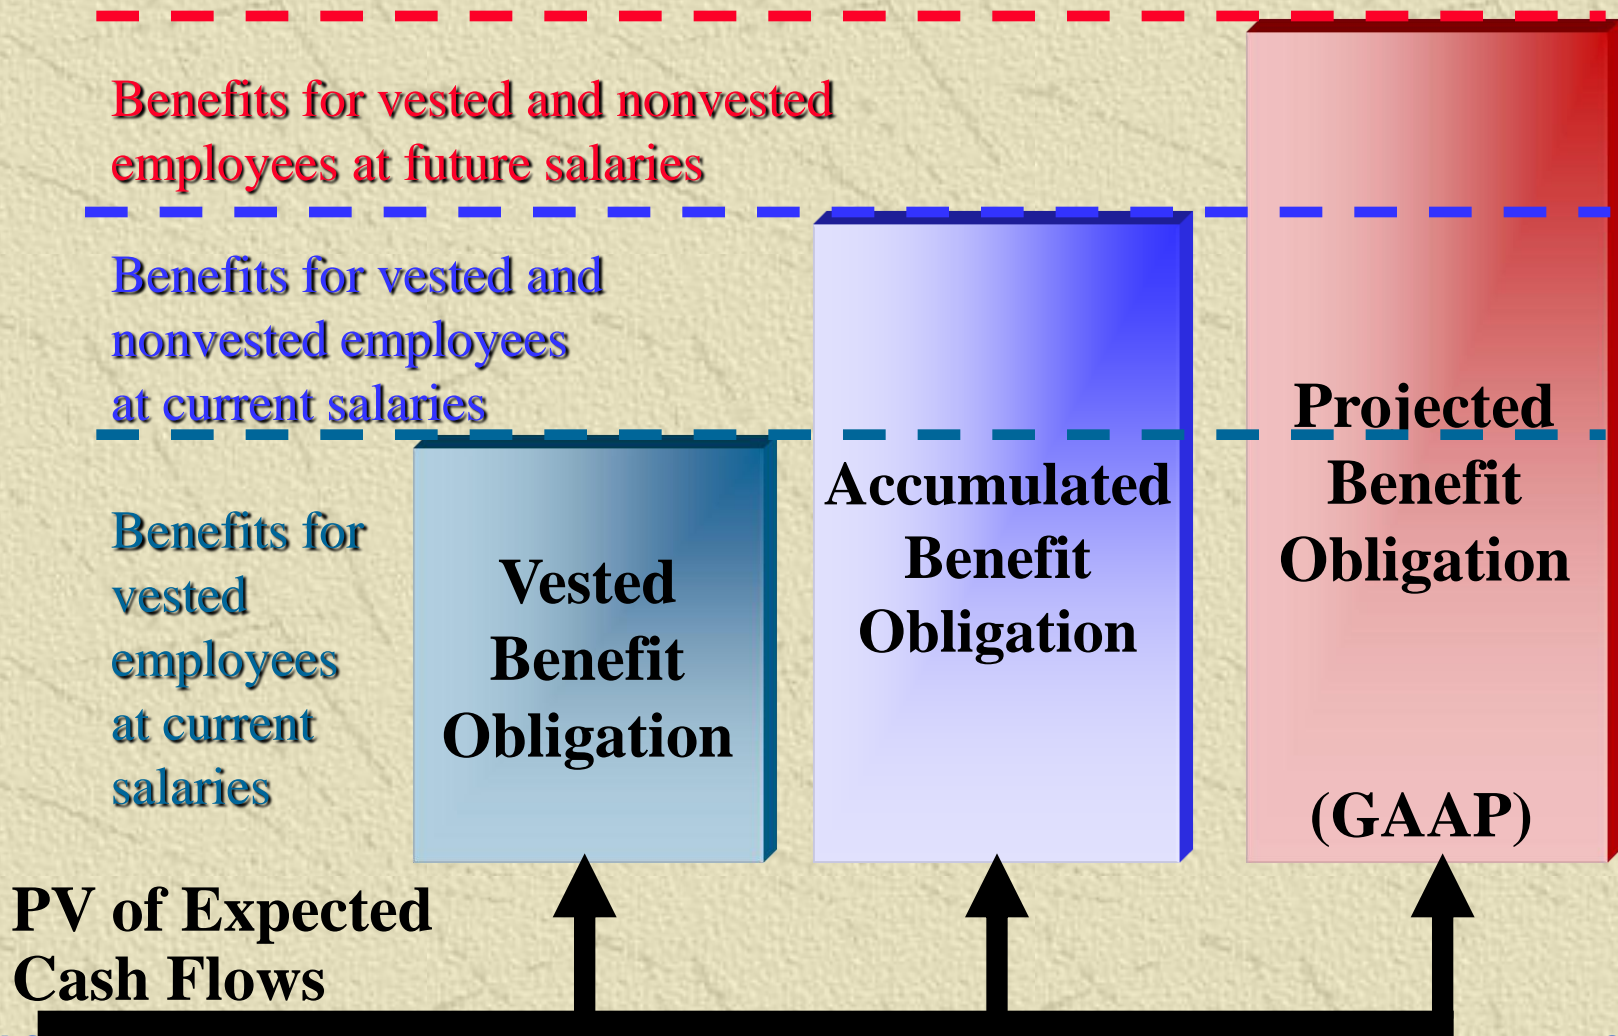 Benefits for vested and nonvested
employees at future salaries
Benefits for vested and
nonvested employees
at current salaries
Benefits for
vested
employees
at current
salaries
Vested
Benefit
Obligation
Accumulated
Benefit
Obligation
Projected
Benefit
Obligation
(GAAP)
PV of Expected
Cash Flows